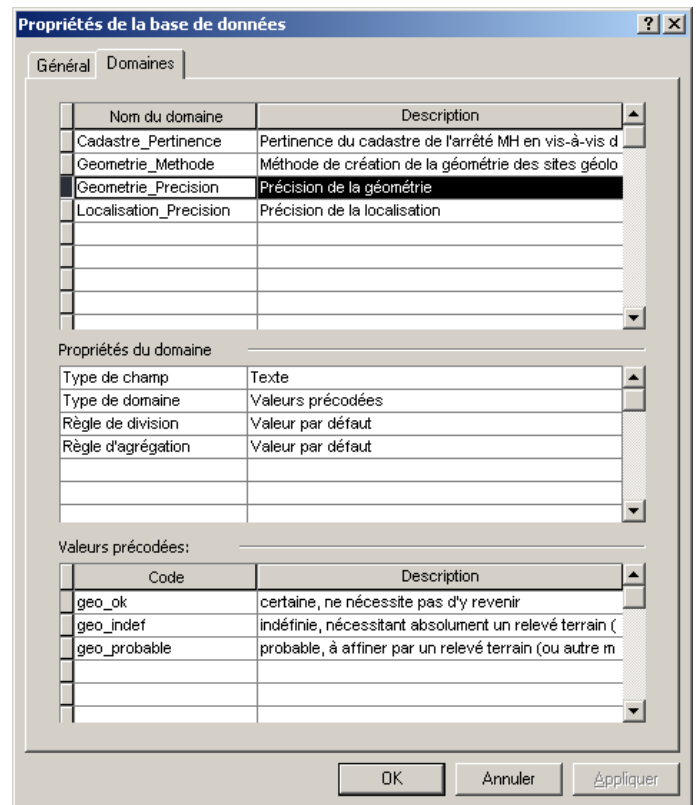 Propriétés de la base de données
Général Domaines
Nom du domaine Description
Cadastre_Pertinence Pertinence du cadastre de l'arrêté MH en vis-à-vis d
Geometrie_Methode Méthode de création de la géométrie des sites géolo
Geometrie_Precision Précision de la géométrie
Localisation_Precision Précision de la localisation
Propriétés du domaine
Type de champ Texte
Type de domaine Valeurs précodées
Règle de division Valeur par défaut
Règle d'agrégation Valeur par défaut
Valeurs précodées:
Code Description
geo_ok certaine, ne nécessite pas d'y revenir
geo_indef indéfinie, nécessitant absolument un relevé terrain (
geo_probable probable, à affiner par un relevé terrain (ou autre m
OK Annuler Appliquer